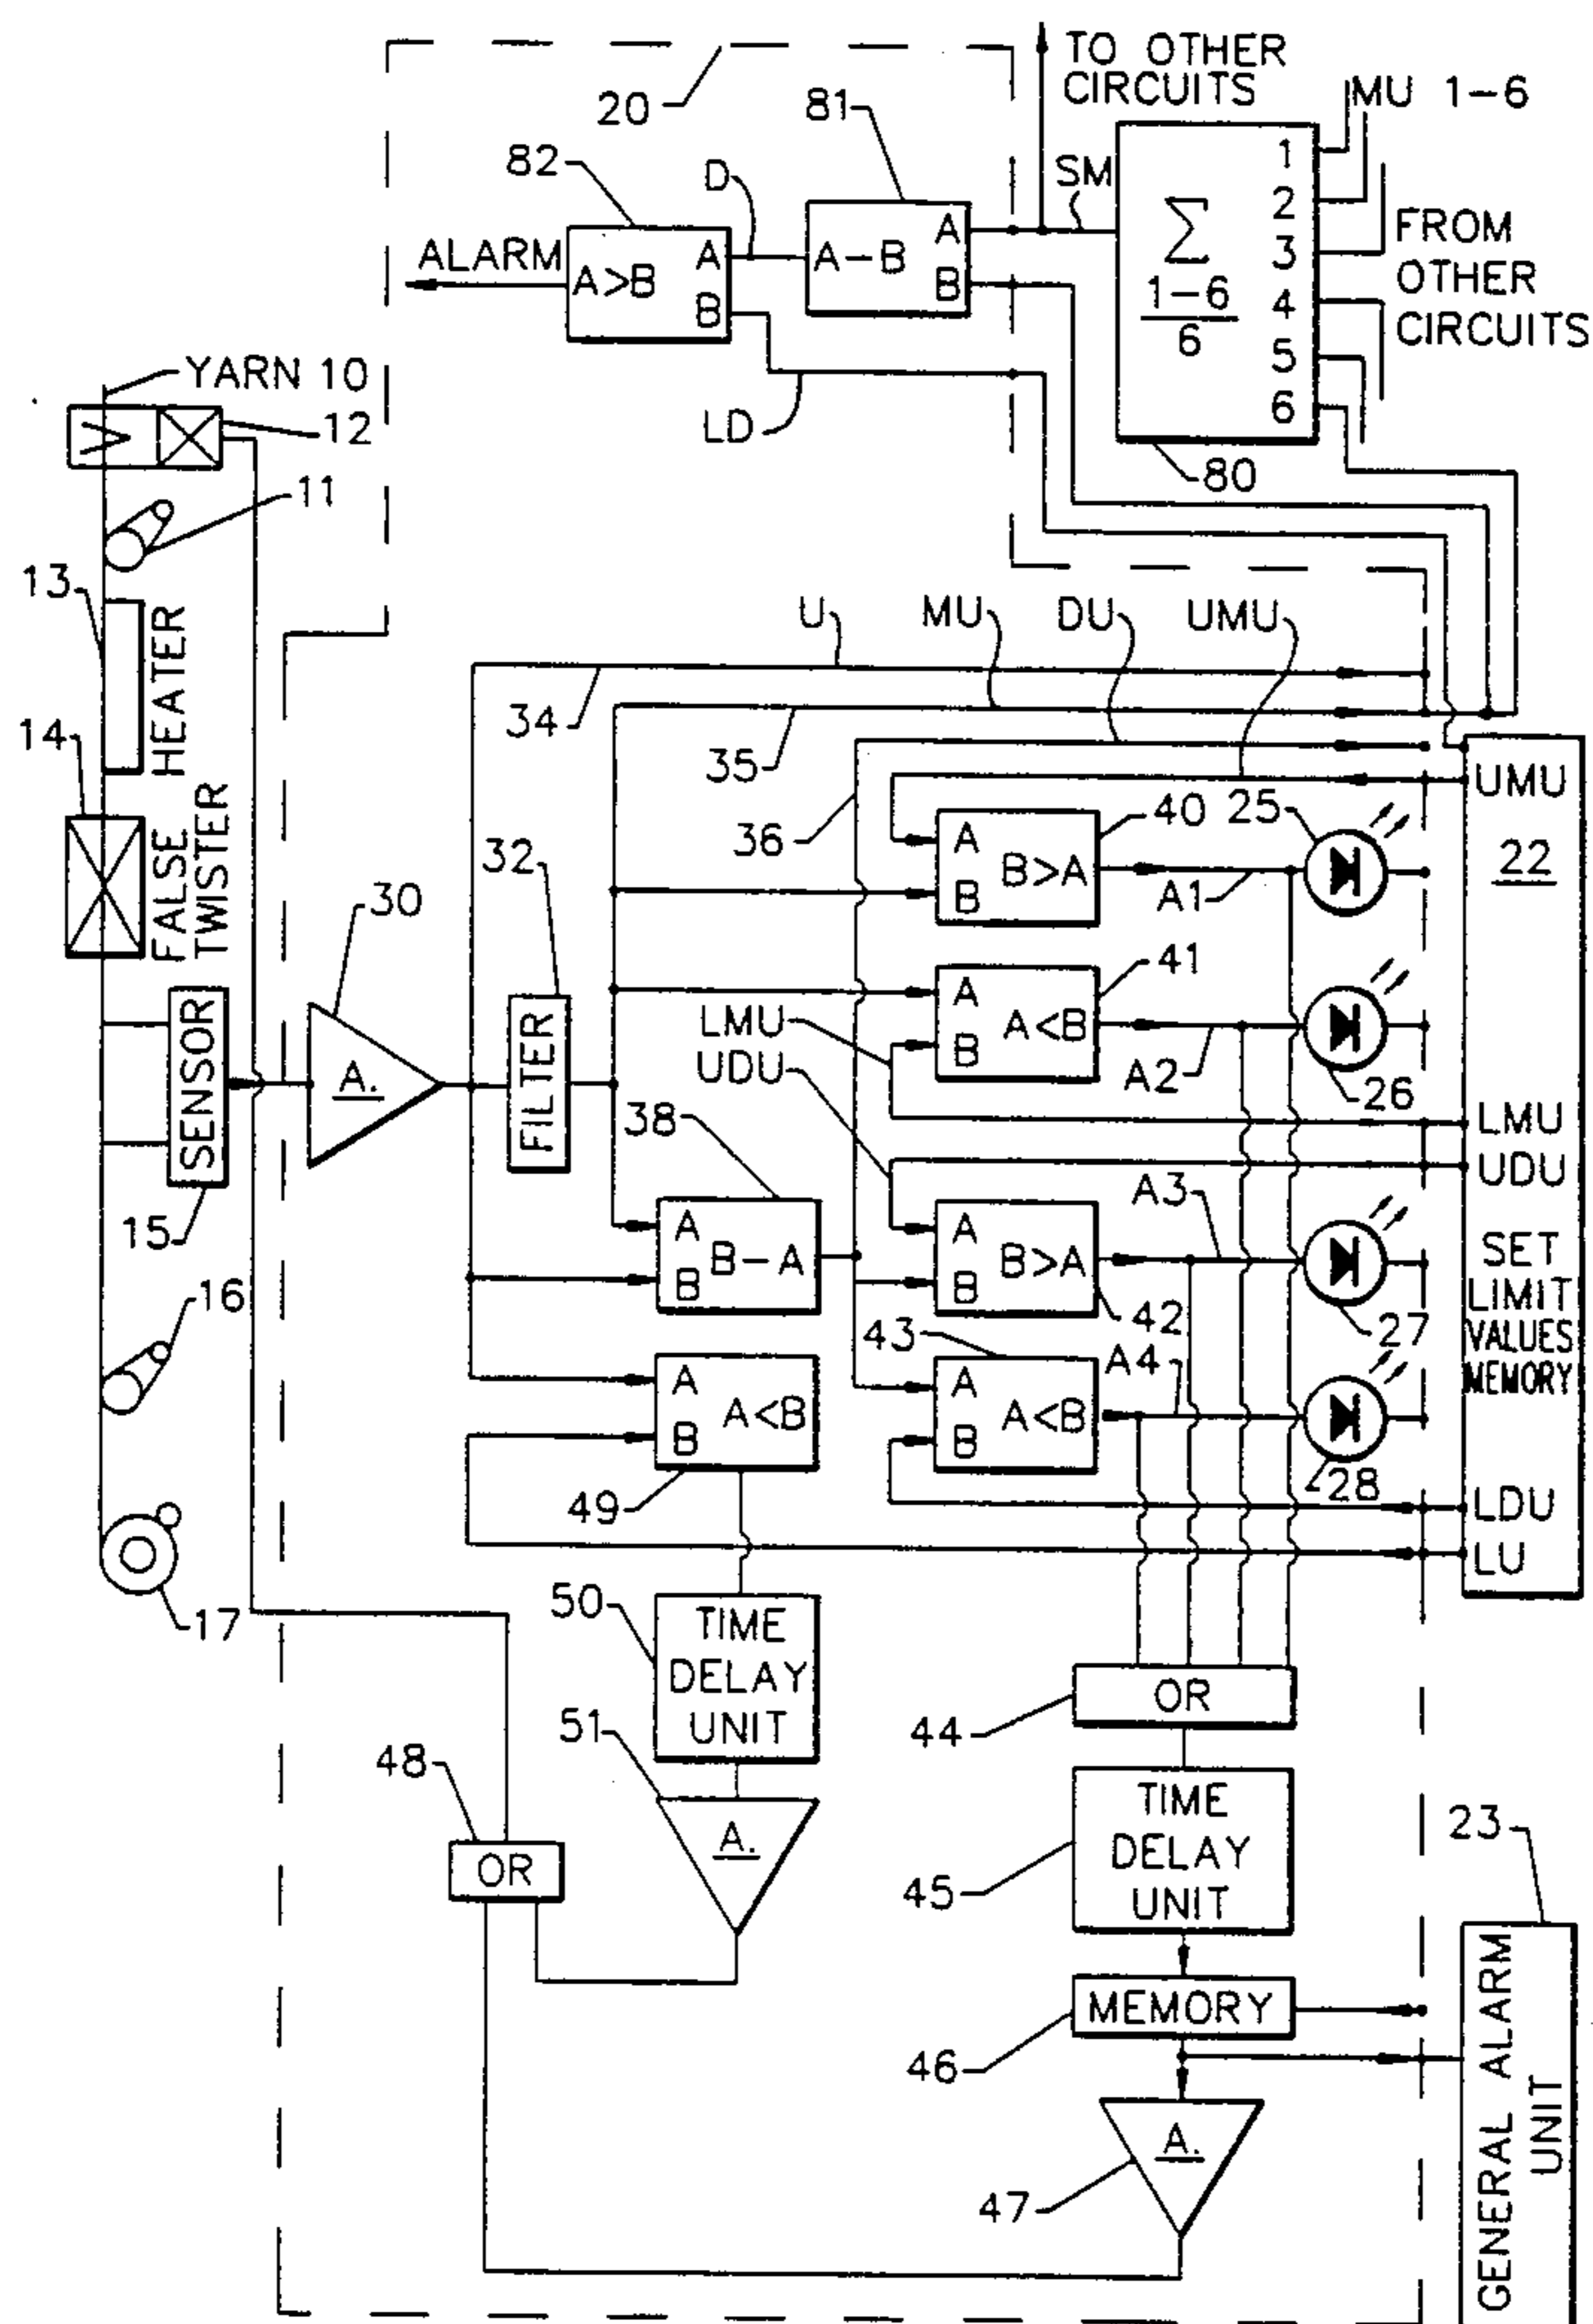 TO OTHER
CIRCUITS
MU 1-6
20
81
82
D
SM
1
2
3
4
5
6
Σ
1-6
6
FROM
OTHER
CIRCUITS
ALARM
A>B
A
B
A-B
A
B
LD
80
YARN 10
12
11
13
HEATER
14
FALSE
TWISTER
U
MU
DU
UMU
34
35
36
UMU
22
40
25
A
B
B>A
A1
30
32
41
A
B
A<B
LMU
UDU
A2
26
A.
FILTER
SENSOR
15
38
LMU
UDU
A3
A
B
B-A
A
B
B>A
SET
LIMIT
VALUES
MEMORY
16
42
27
43
A4
A
B
A<B
A
B
A<B
49
28
LDU
LU
17
50
TIME
DELAY
UNIT
OR
44
51
48
A.
OR
TIME
DELAY
UNIT
45
23
MEMORY
46
A.
47
GENERAL ALARM
UNIT